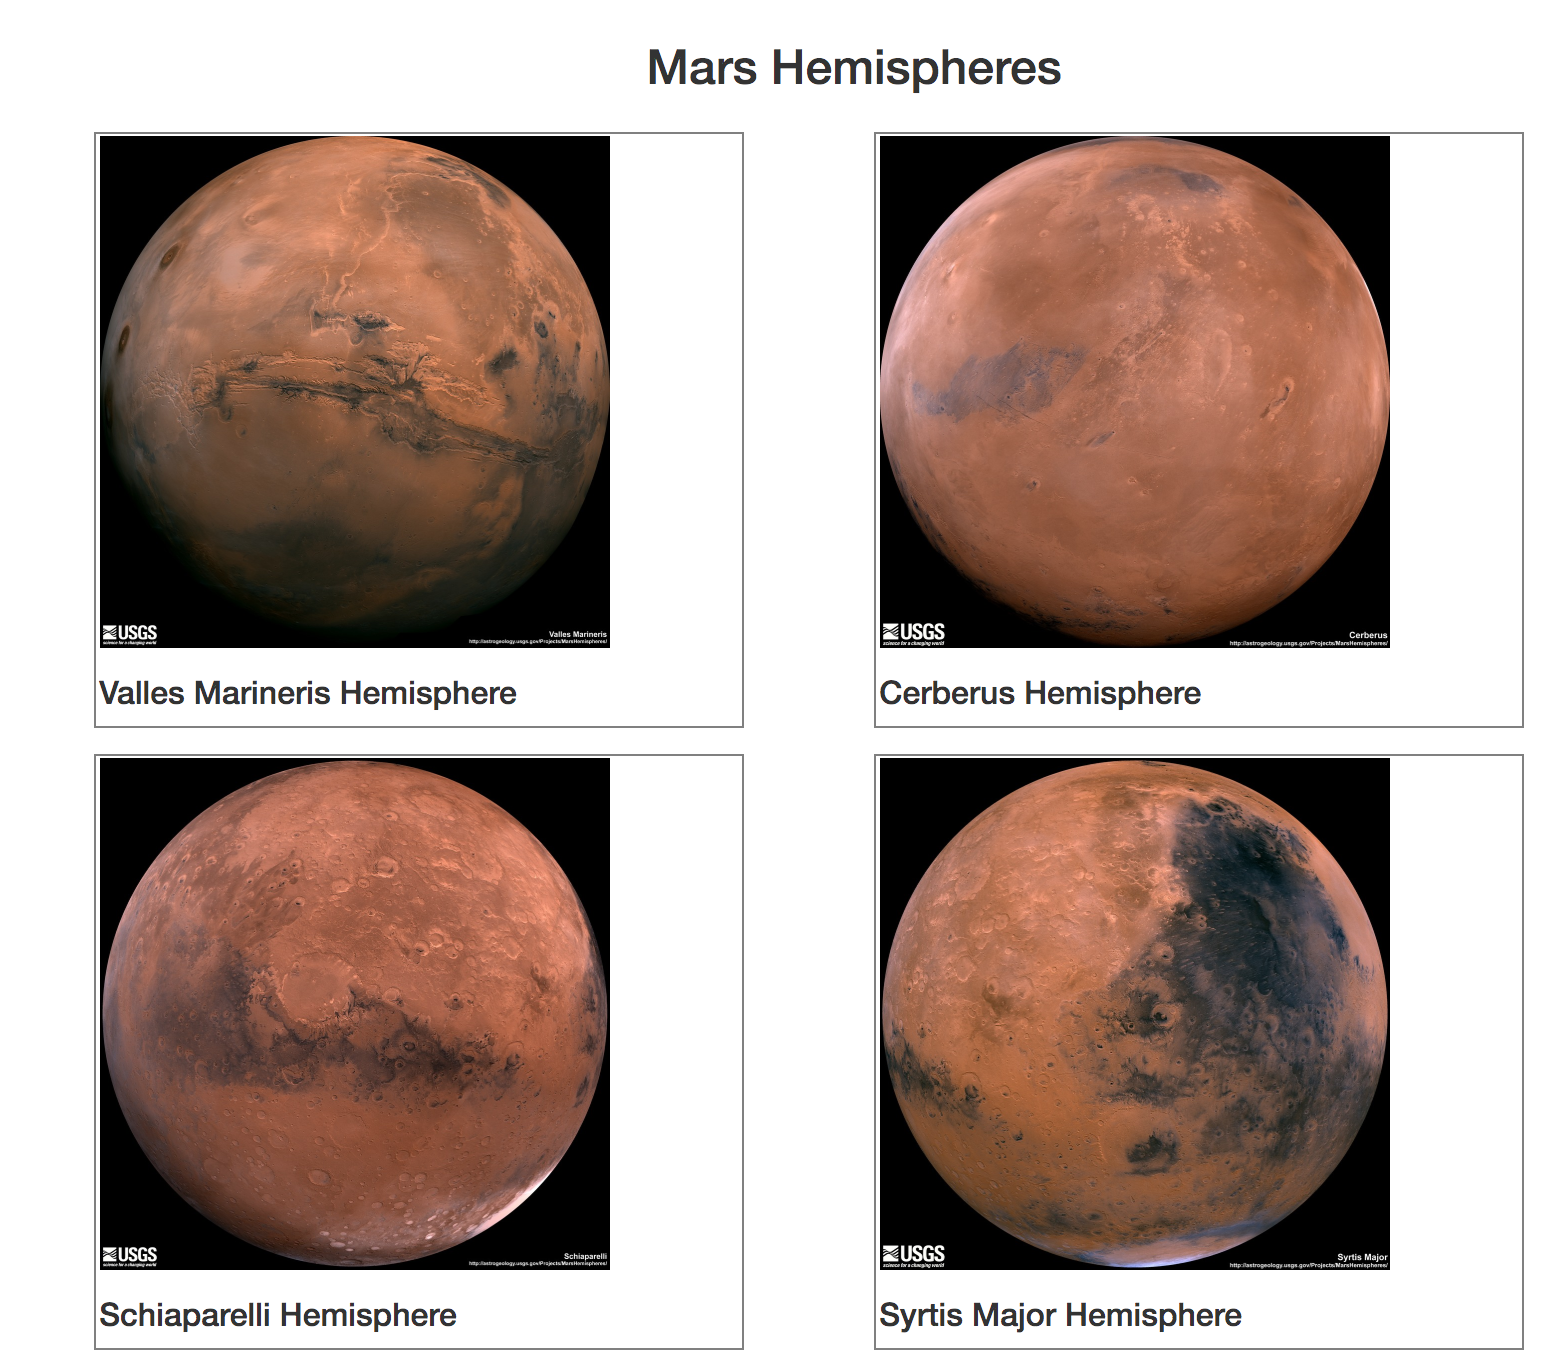 Mars Hemispheres
USGS
science for a changing world
Valles Marineris
http://astrogeology.usgs.gov/Projects/MarsHemispheres/
Valles Marineris Hemisphere
USGS
science for a changing world
Cerberus
http://astrogeology.usgs.gov/Projects/MarsHemispheres/
Cerberus Hemisphere
USGS
science for a changing world
Schiaparelli
http://astrogeology.usgs.gov/Projects/MarsHemispheres/
Schiaparelli Hemisphere
USGS
science for a changing world
Syrtis Major
http://astrogeology.usgs.gov/Projects/MarsHemispheres/
Syrtis Major Hemisphere